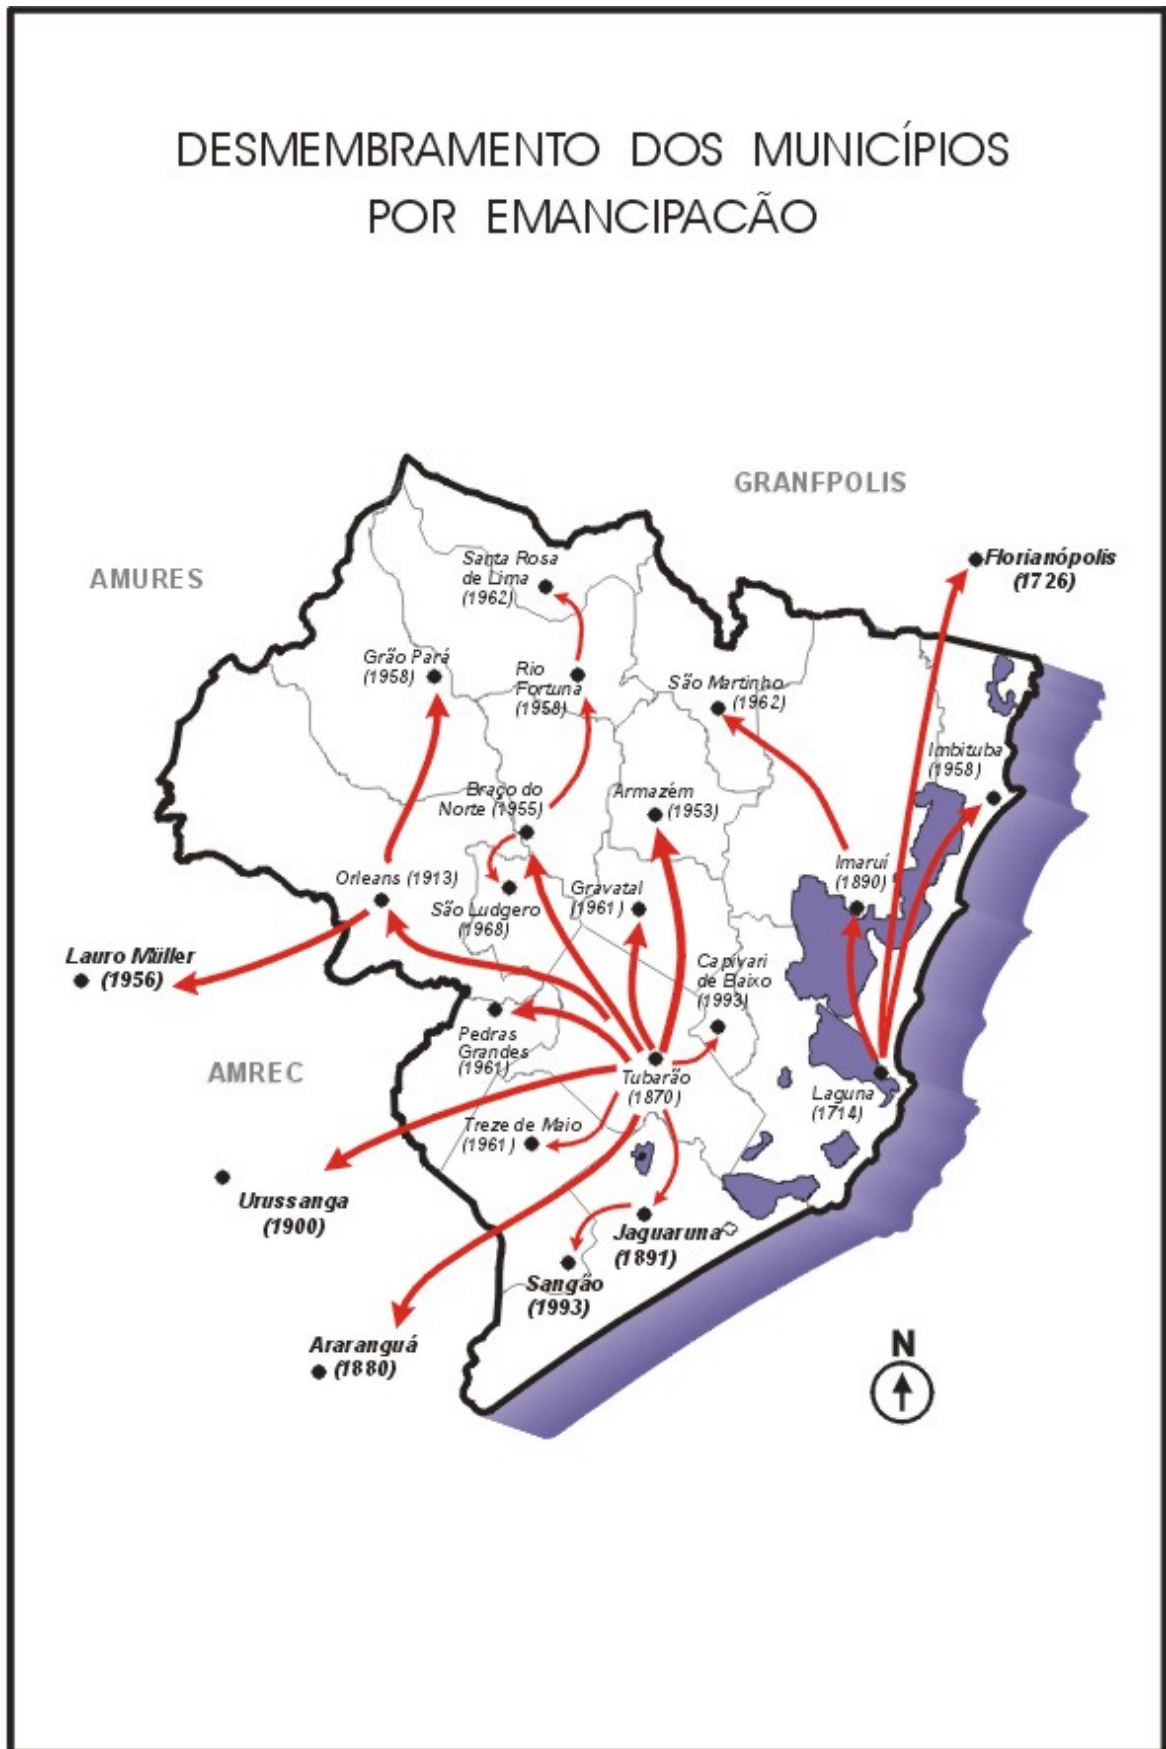 DESMEMBRAMENTO DOS MUNICÍPIOS
POR EMANCIPACÃO
GRANFPOLIS
AMURES
Florianópolis
(1726)
Santa Rosa
de Lima
(1962)
Grão Pará
(1958)
Rio
Fortuna
(1958)
São Martinho
(1962)
Imbituba
(1958)
Braço do
Norte (1955)
Armazém
(1953)
Imaruí
(1890)
Orleans (1913)
São Ludgero
(1968)
Gravatal
(1961)
Lauro Müller
(1956)
Capivari
de Baixo
(1993)
Pedras
Grandes
(1961)
AMREC
Tubarão
(1870)
Laguna
(1714)
Treze de Maio
(1961)
Urussanga
(1900)
Jaguaruna
(1891)
Sangão
(1993)
Araranguá
(1880)
N